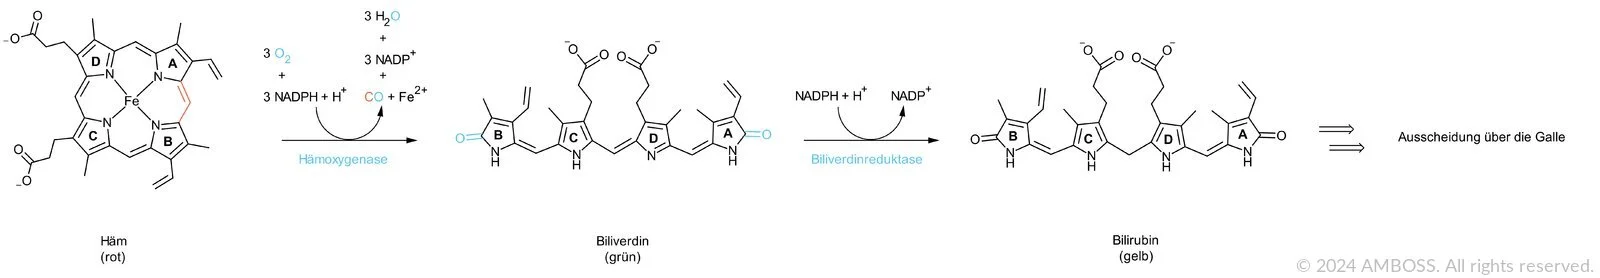 O
⁻O
D
A
N
N
Fe
N
N
C
B
O
⁻O
Häm
(rot)
3 O₂
+
3 NADPH + H⁺
3 H₂O
+
3 NADP⁺
+
CO + Fe²⁺
Hämoxygenase
O⁻
O
O
O⁻
O
B
NH
C
N
H
D
N
A
N
H
O
Biliverdin
(grün)
NADPH + H⁺
NADP⁺
Biliverdinreduktase
O⁻
O
O
O⁻
O
B
N
H
C
N
H
D
N
H
A
N
H
O
Bilirubin
(gelb)
Ausscheidung über die Galle
© 2024 AMBOSS. All rights reserved.